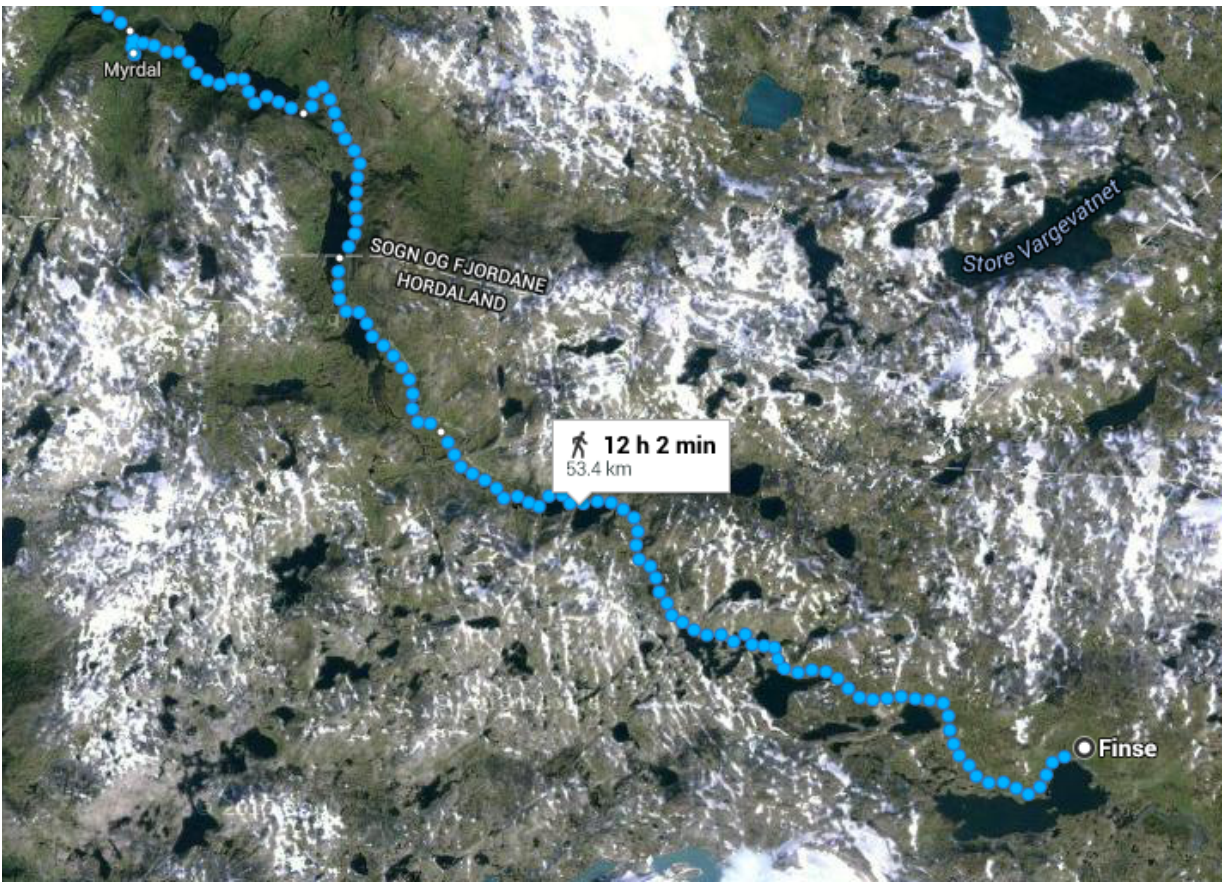 Myrdal
Store Vargevatnet
SOGN OG FJORDANE
HORDALAND
12 h 2 min
53.4 km
Finse